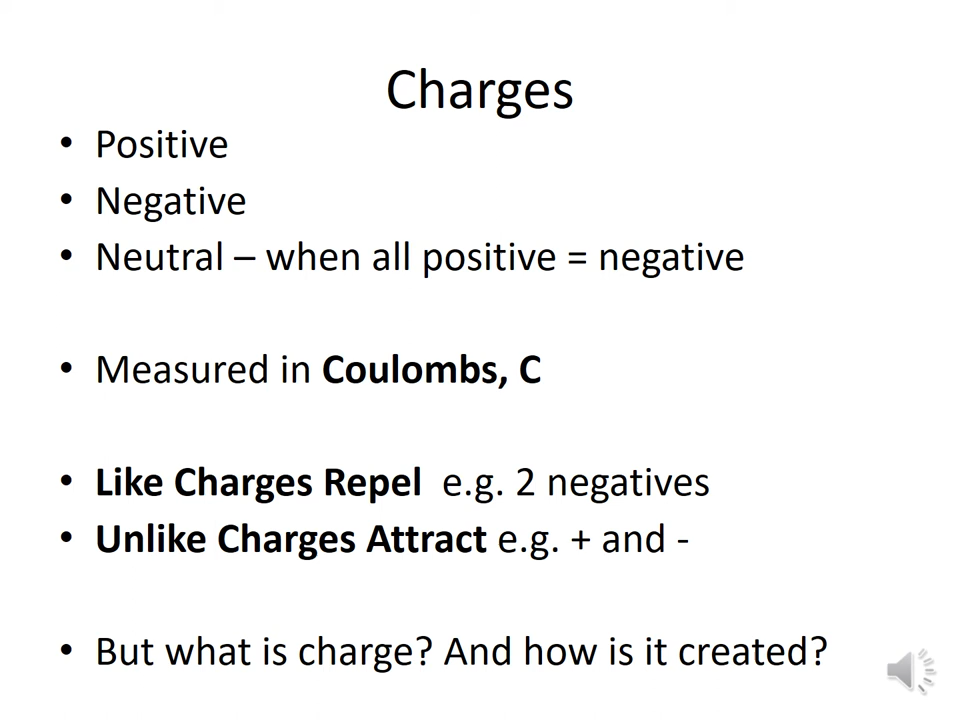 Charges
• Positive
• Negative
• Neutral – when all positive = negative
• Measured in Coulombs, C
• Like Charges Repel  e.g. 2 negatives
• Unlike Charges Attract e.g. + and -
• But what is charge? And how is it created?